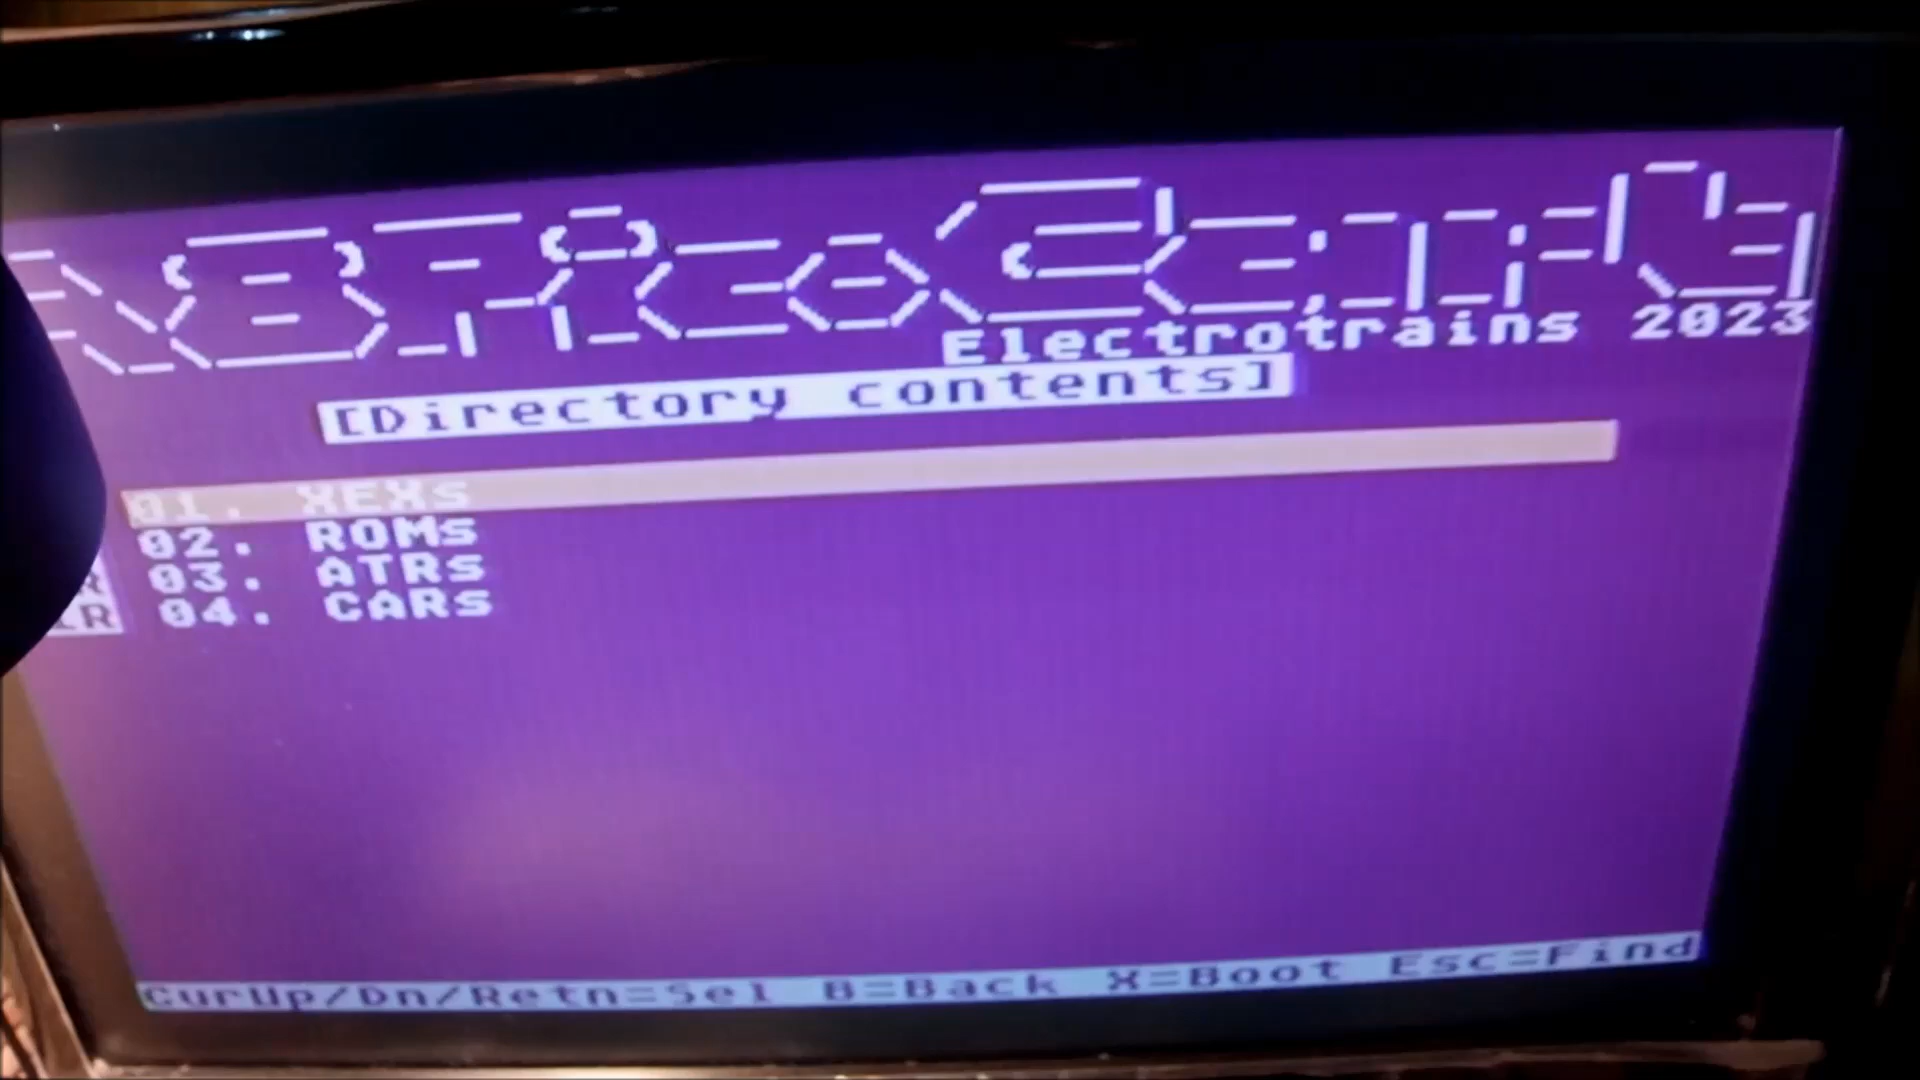 A8PicoCart
Electrotrains 2023
[Directory contents]
01. XEXs
02. ROMs
03. ATRs
04. CARs
CurUp/Dn/Retn=Sel B=Back X=Boot Esc=Find